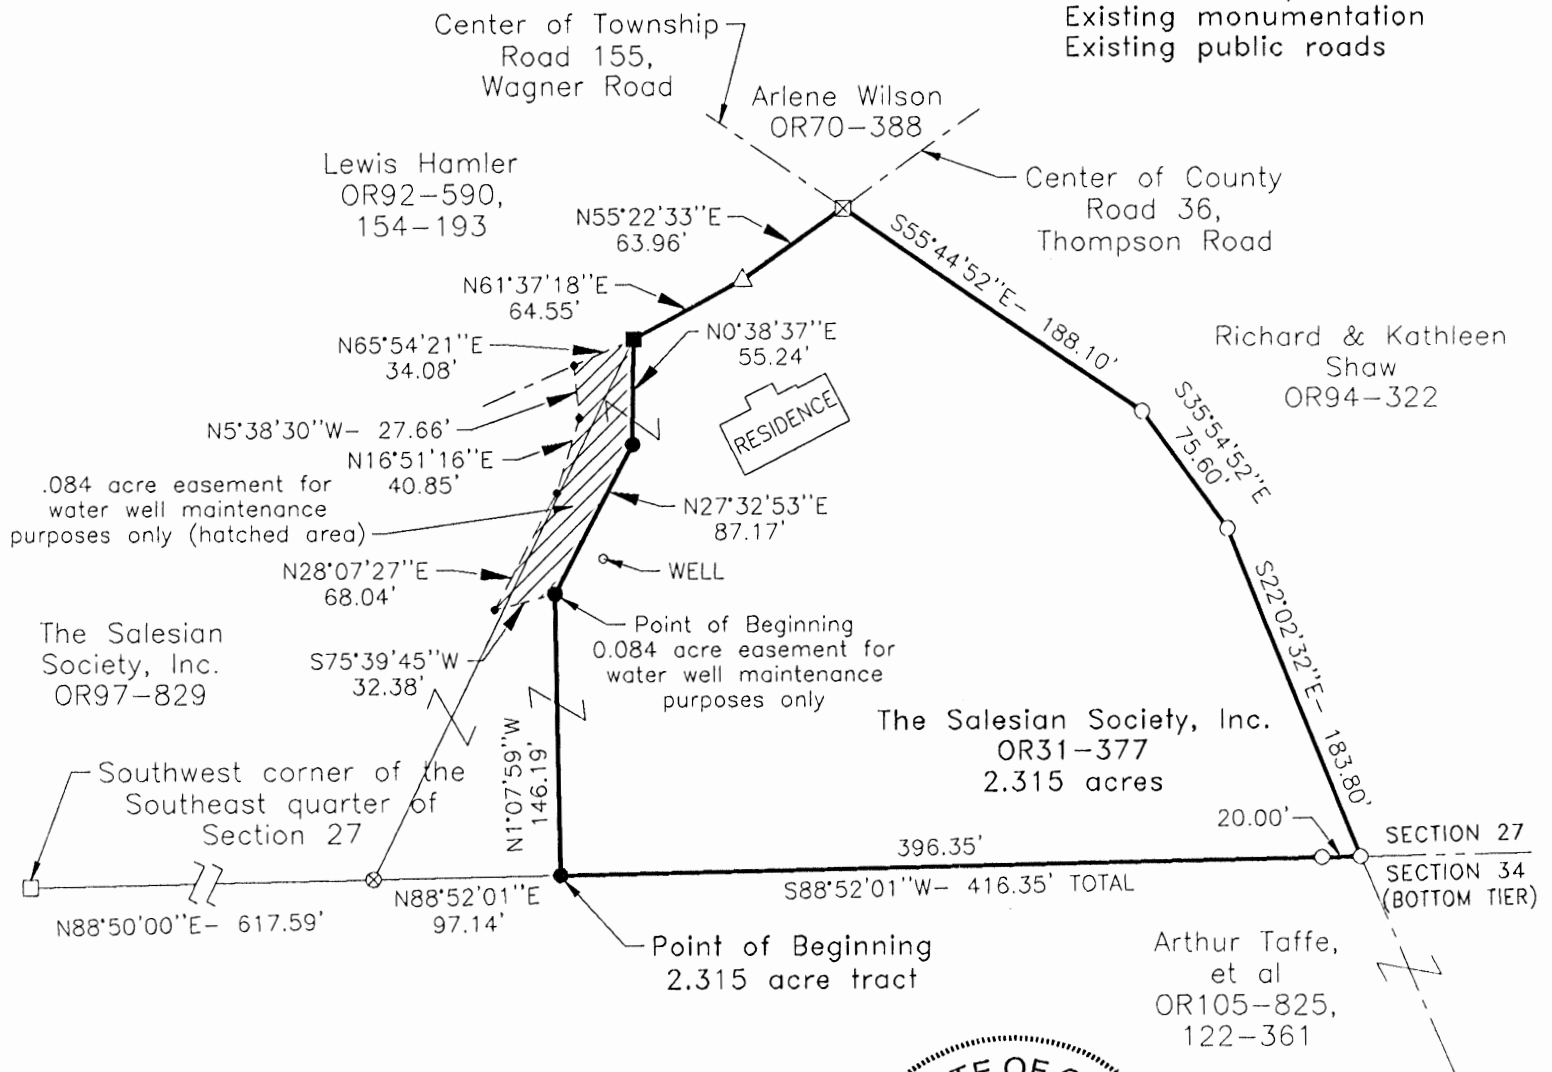 Existing monumentation
Existing public roads
Center of Township
Road 155,
Wagner Road
Arlene Wilson
OR70-388
Lewis Hamler
OR92-590,
154-193
Center of County
Road 36,
Thompson Road
N55°22'33"E
63.96'
S55°44'52"E- 188.10'
N61°37'18"E
64.55'
N65°54'21"E
34.08'
N0°38'37"E
55.24'
Richard & Kathleen
Shaw
OR94-322
S35°54'52"E
75.60'
RESIDENCE
N5°38'30"W- 27.66'
N16°51'16"E
40.85'
.084 acre easement for
water well maintenance
purposes only (hatched area)
N27°32'53"E
87.17'
WELL
N28°07'27"E
68.04'
S22°02'32"E- 183.80'
Point of Beginning
0.084 acre easement for
water well maintenance
purposes only
The Salesian
Society, Inc.
OR97-829
S75°39'45"W
32.38'
N1°07'59"W
146.19'
The Salesian Society, Inc.
OR31-377
2.315 acres
Southwest corner of the
Southeast quarter of
Section 27
20.00'
396.35'
SECTION 27
SECTION 34
(BOTTOM TIER)
S88°52'01"W- 416.35' TOTAL
N88°52'01"E
97.14'
N88°50'00"E- 617.59'
Point of Beginning
2.315 acre tract
Arthur Taffe,
et al
OR105-825,
122-361
OF